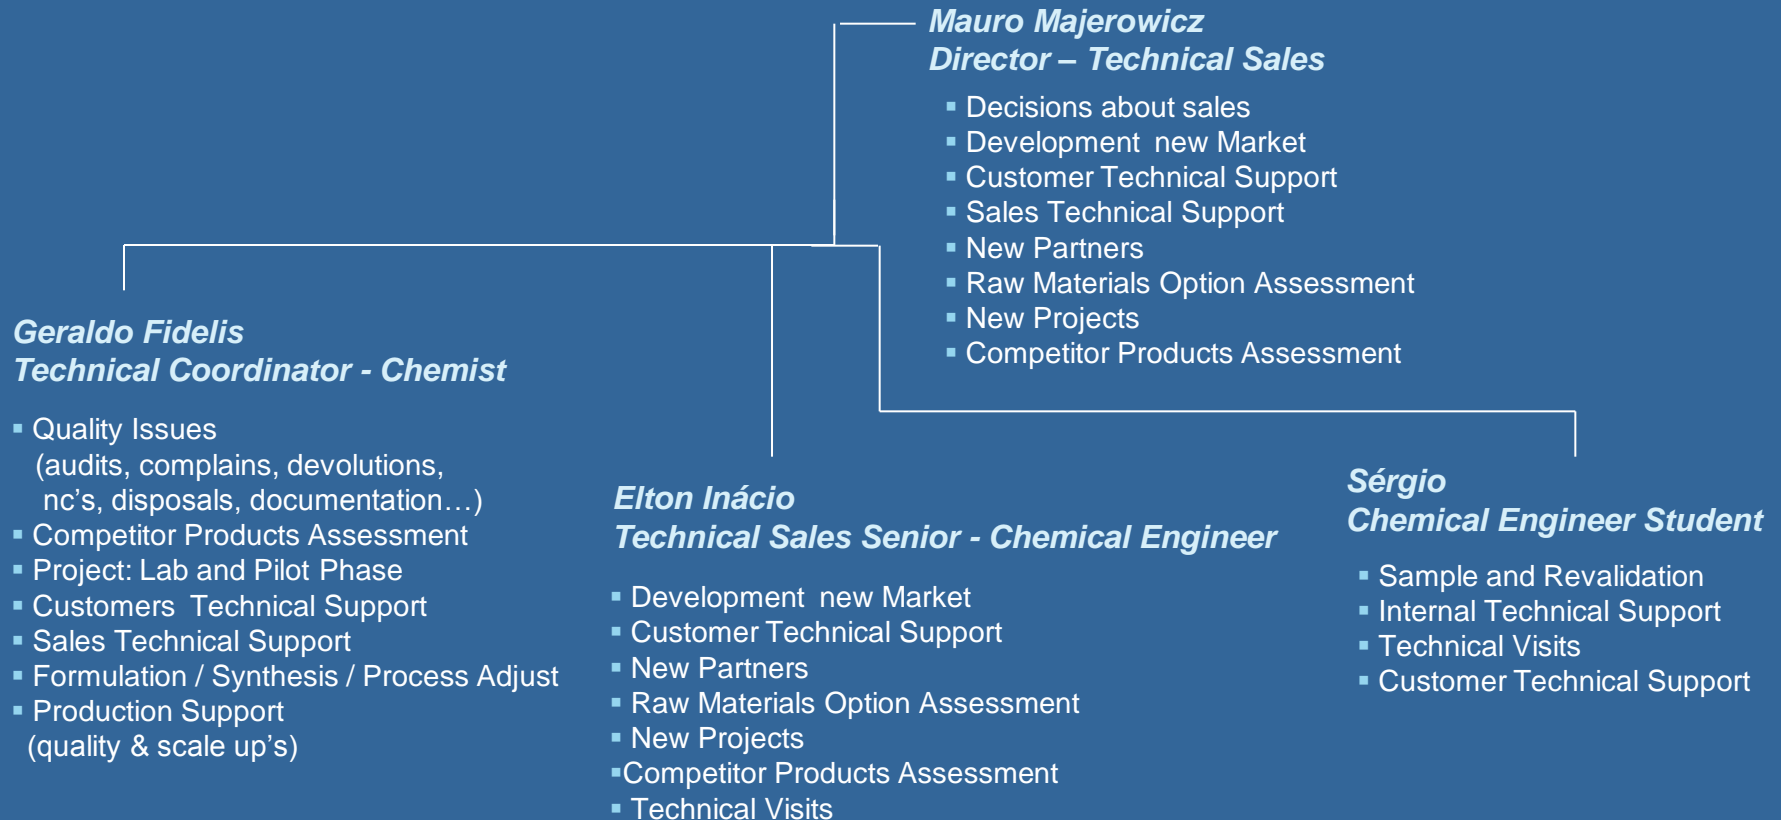 Mauro Majerowicz
Director – Technical Sales
▪ Decisions about sales
▪ Development new Market
▪ Customer Technical Support
▪ Sales Technical Support
▪ New Partners
▪ Raw Materials Option Assessment
▪ New Projects
▪ Competitor Products Assessment
Geraldo Fidelis
Technical Coordinator - Chemist
▪ Quality Issues
(audits, complains, devolutions,
nc’s, disposals, documentation…)
▪ Competitor Products Assessment
▪ Project: Lab and Pilot Phase
▪ Customers Technical Support
▪ Sales Technical Support
▪ Formulation / Synthesis / Process Adjust
▪ Production Support
(quality & scale up’s)
Elton Inácio
Technical Sales Senior - Chemical Engineer
▪ Development new Market
▪ Customer Technical Support
▪ New Partners
▪ Raw Materials Option Assessment
▪ New Projects
▪Competitor Products Assessment
▪ Technical Visits
Sérgio
Chemical Engineer Student
▪ Sample and Revalidation
▪ Internal Technical Support
▪ Technical Visits
▪ Customer Technical Support